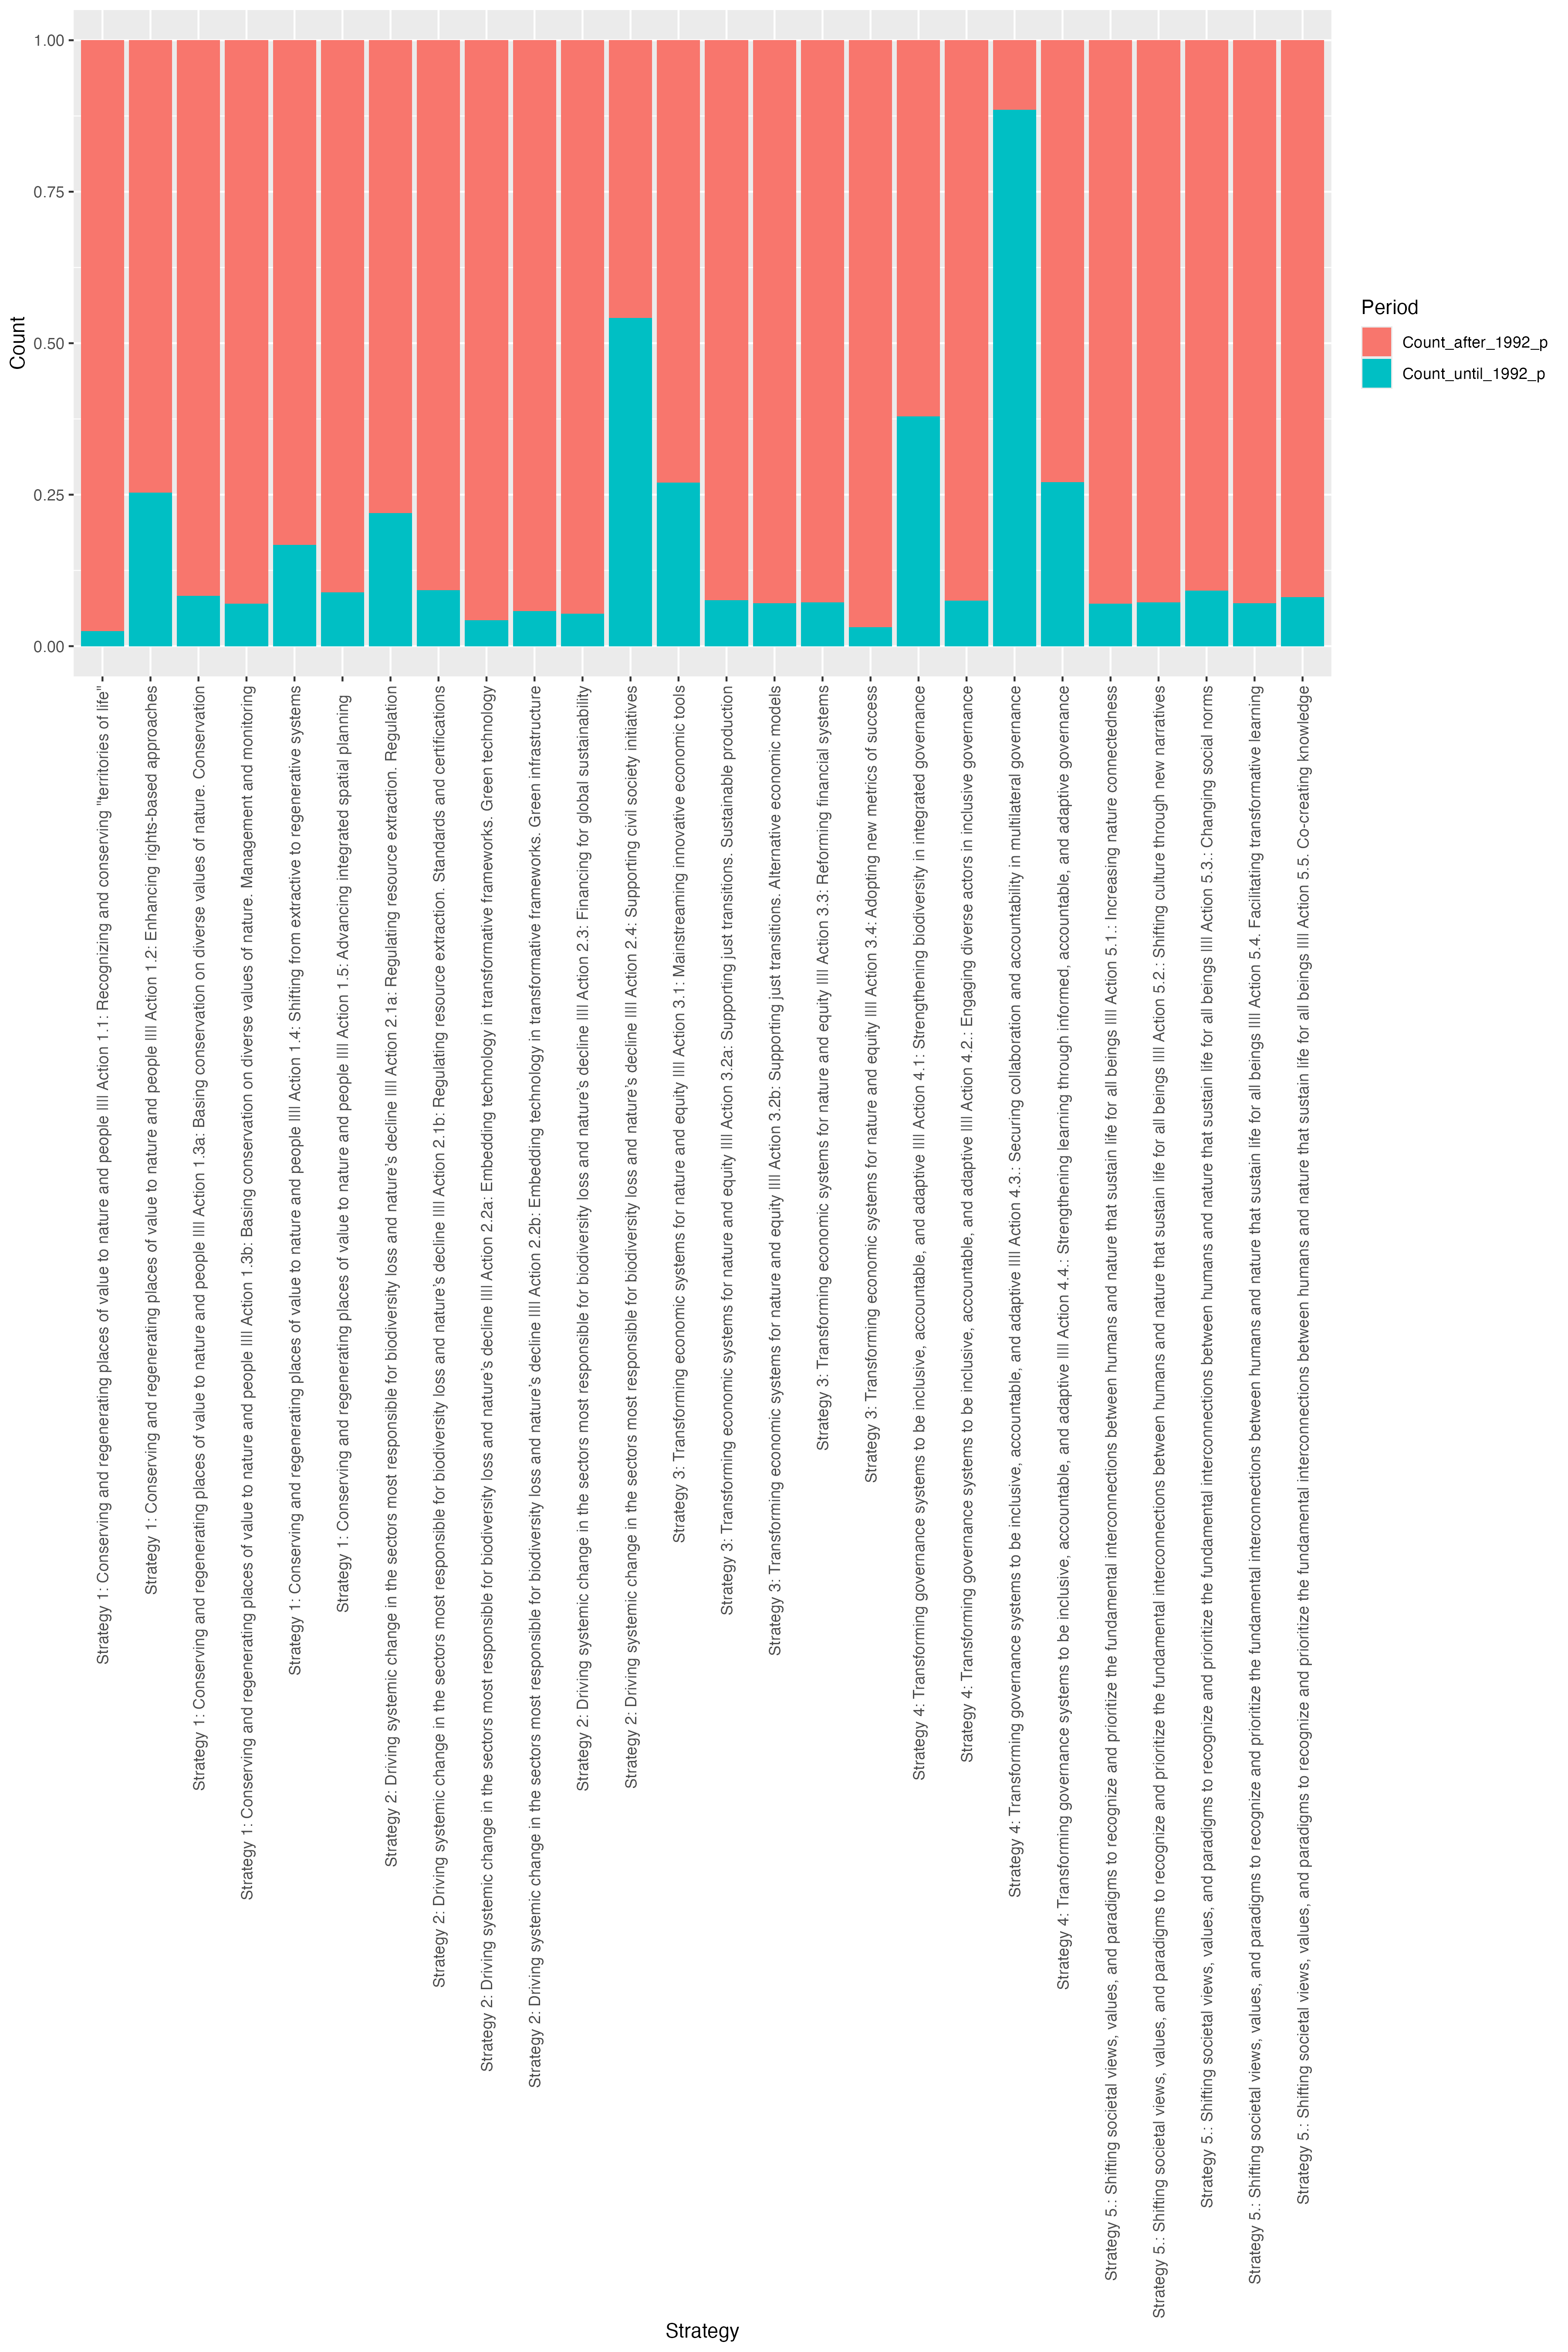 1.00
0.75
0.50
0.25
0.00
Count
Strategy 1: Conserving and regenerating places of value to nature and people |||| Action 1.1: Recognizing and conserving "territories of life"
Strategy 1: Conserving and regenerating places of value to nature and people |||| Action 1.2: Enhancing rights-based approaches
Strategy 1: Conserving and regenerating places of value to nature and people |||| Action 1.3a: Basing conservation on diverse values of nature. Conservation
Strategy 1: Conserving and regenerating places of value to nature and people |||| Action 1.3b: Basing conservation on diverse values of nature. Management and monitoring
Strategy 1: Conserving and regenerating places of value to nature and people |||| Action 1.4: Shifting from extractive to regenerative systems
Strategy 1: Conserving and regenerating places of value to nature and people |||| Action 1.5: Advancing integrated spatial planning
Strategy 2: Driving systemic change in the sectors most responsible for biodiversity loss and nature's decline |||| Action 2.1a: Regulating resource extraction. Regulation
Strategy 2: Driving systemic change in the sectors most responsible for biodiversity loss and nature's decline |||| Action 2.1b: Regulating resource extraction. Standards and certifications
Strategy 2: Driving systemic change in the sectors most responsible for biodiversity loss and nature's decline |||| Action 2.2a: Embedding technology in transformative frameworks. Green technology
Strategy 2: Driving systemic change in the sectors most responsible for biodiversity loss and nature's decline |||| Action 2.2b: Embedding technology in transformative frameworks. Green infrastructure
Strategy 2: Driving systemic change in the sectors most responsible for biodiversity loss and nature's decline |||| Action 2.3: Financing for global sustainability
Strategy 2: Driving systemic change in the sectors most responsible for biodiversity loss and nature's decline |||| Action 2.4: Supporting civil society initiatives
Strategy 3: Transforming economic systems for nature and equity |||| Action 3.1: Mainstreaming innovative economic tools
Strategy 3: Transforming economic systems for nature and equity |||| Action 3.2a: Supporting just transitions. Sustainable production
Strategy 3: Transforming economic systems for nature and equity |||| Action 3.2b: Supporting just transitions. Alternative economic models
Strategy 3: Transforming economic systems for nature and equity |||| Action 3.3: Reforming financial systems
Strategy 3: Transforming economic systems for nature and equity |||| Action 3.4: Adopting new metrics of success
Strategy 4: Transforming governance systems to be inclusive, accountable, and adaptive |||| Action 4.1: Strengthening biodiversity in integrated governance
Strategy 4: Transforming governance systems to be inclusive, accountable, and adaptive |||| Action 4.2.: Engaging diverse actors in inclusive governance
Strategy 4: Transforming governance systems to be inclusive, accountable, and adaptive |||| Action 4.3.: Securing collaboration and accountability in multilateral governance
Strategy 4: Transforming governance systems to be inclusive, accountable, and adaptive |||| Action 4.4.: Strengthening learning through informed, accountable, and adaptive governance
Strategy 5.: Shifting societal views, values, and paradigms to recognize and prioritize the fundamental interconnections between humans and nature that sustain life for all beings |||| Action 5.1.: Increasing nature connectedness
Strategy 5.: Shifting societal views, values, and paradigms to recognize and prioritize the fundamental interconnections between humans and nature that sustain life for all beings |||| Action 5.2.: Shifting culture through new narratives
Strategy 5.: Shifting societal views, values, and paradigms to recognize and prioritize the fundamental interconnections between humans and nature that sustain life for all beings |||| Action 5.3.: Changing social norms
Strategy 5.: Shifting societal views, values, and paradigms to recognize and prioritize the fundamental interconnections between humans and nature that sustain life for all beings |||| Action 5.4. Facilitating transformative learning
Strategy 5.: Shifting societal views, values, and paradigms to recognize and prioritize the fundamental interconnections between humans and nature that sustain life for all beings |||| Action 5.5. Co-creating knowledge
Strategy
Period
Count_after_1992_p
Count_until_1992_p